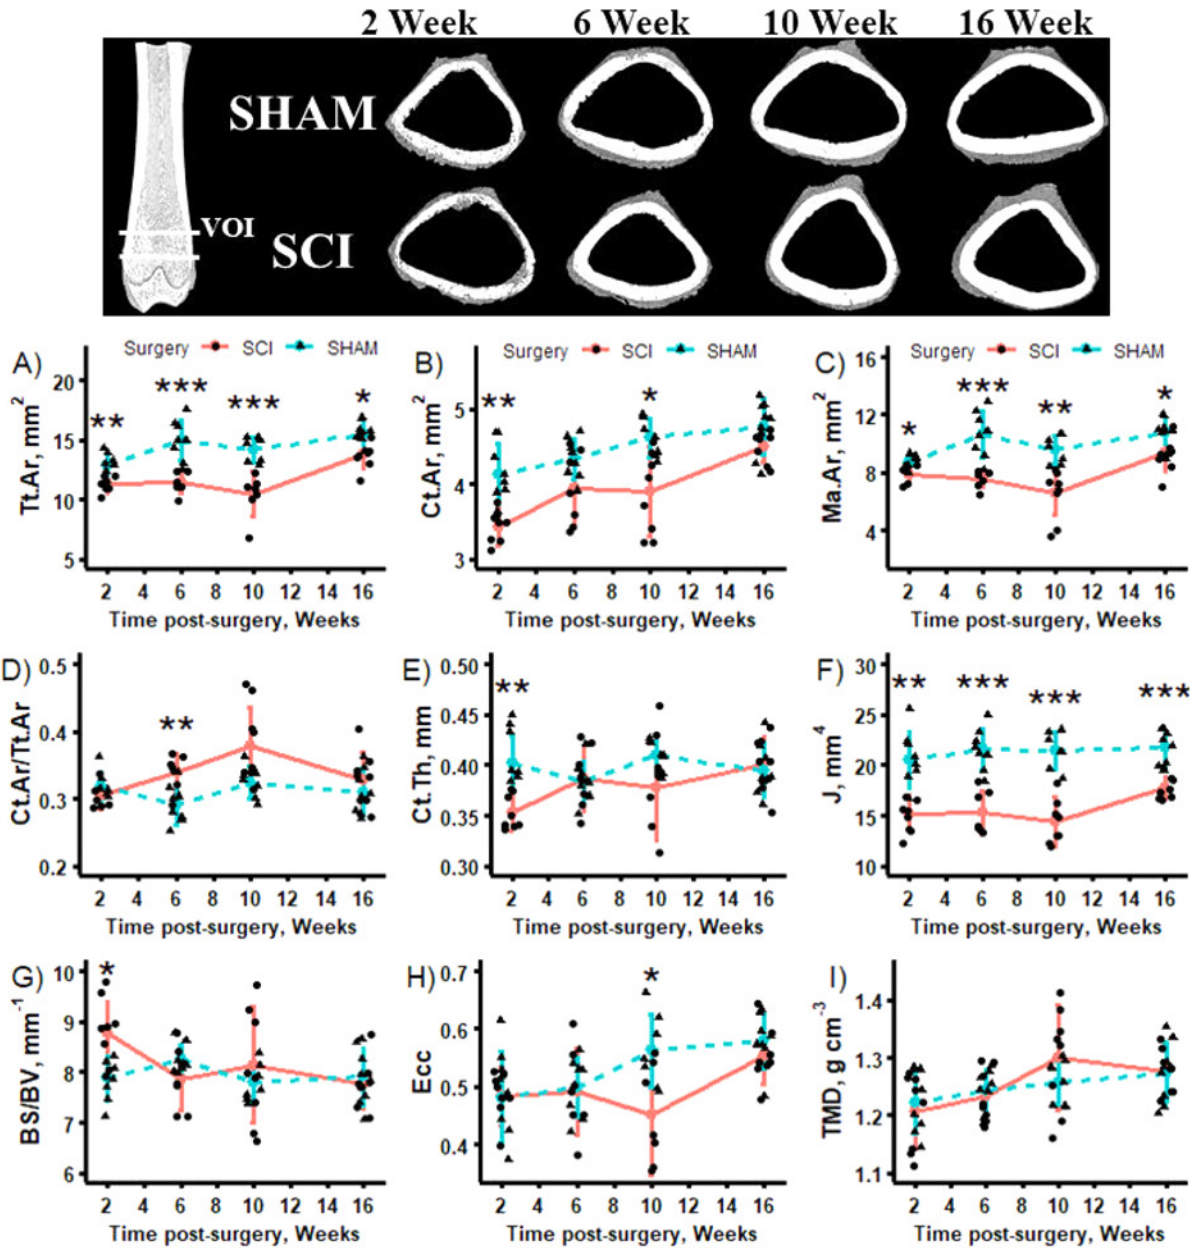 2 Week 6 Week 10 Week 16 Week
SHAM
VOI
SCI
A) Surgery SCI SHAM
Tt.Ar, mm2
20
15
10
5
** *** *** *
2 4 6 8 10 12 14 16
Time post-surgery, Weeks
B) Surgery SCI SHAM
Ct.Ar, mm2
5
4
3
** *
2 4 6 8 10 12 14 16
Time post-surgery, Weeks
C) Surgery SCI SHAM
Ma.Ar, mm2
16
12
8
4
* *** ** *
2 4 6 8 10 12 14 16
Time post-surgery, Weeks
D)
Ct.Ar/Tt.Ar
0.5
0.4
0.3
0.2
**
2 4 6 8 10 12 14 16
Time post-surgery, Weeks
E)
Ct.Th, mm
0.50
0.45
0.40
0.35
0.30
**
2 4 6 8 10 12 14 16
Time post-surgery, Weeks
F)
J, mm4
30
25
20
15
10
** *** *** ***
2 4 6 8 10 12 14 16
Time post-surgery, Weeks
G)
BS/BV, mm-1
10
9
8
7
6
*
2 4 6 8 10 12 14 16
Time post-surgery, Weeks
H)
Ecc
0.7
0.6
0.5
0.4
*
2 4 6 8 10 12 14 16
Time post-surgery, Weeks
I)
TMD, g cm-3
1.4
1.3
1.2
1.1
2 4 6 8 10 12 14 16
Time post-surgery, Weeks